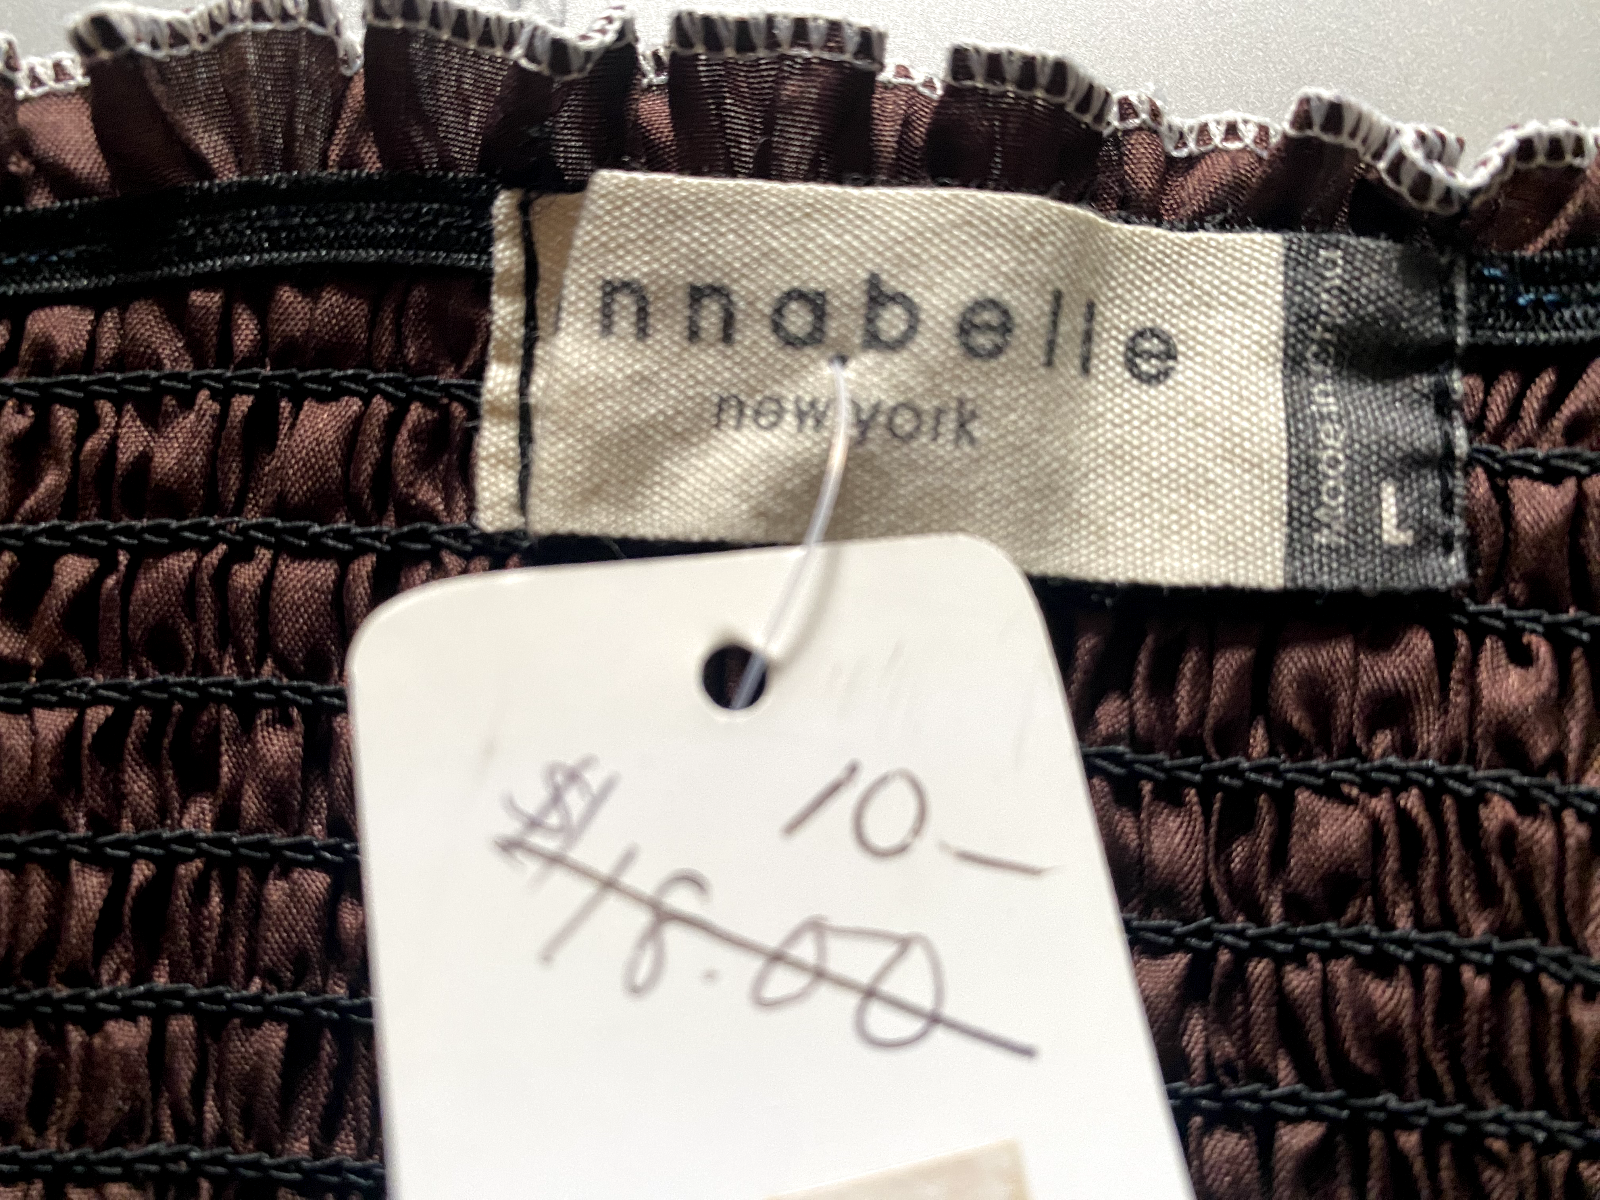 nnabelle
new york
L
10—
$18.00